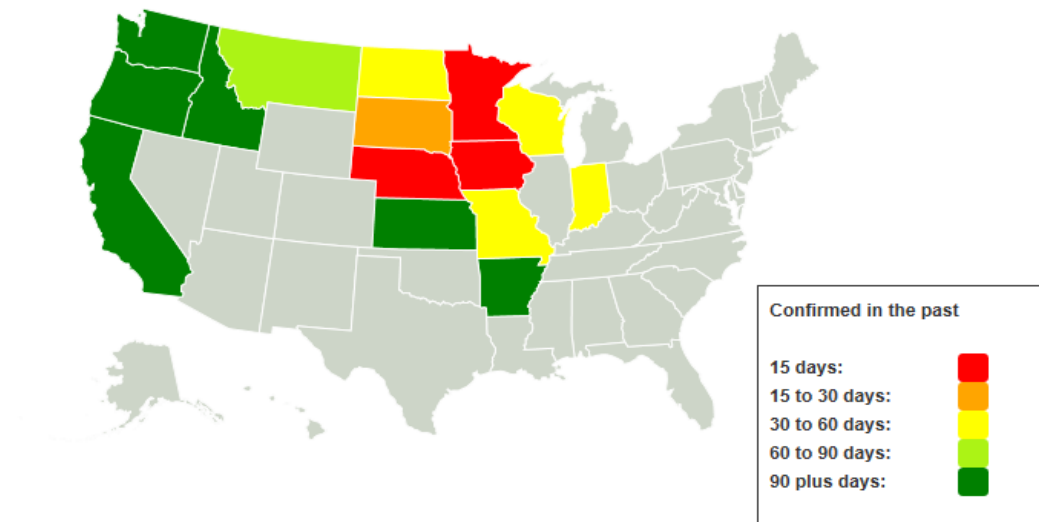 Confirmed in the past
15 days:
15 to 30 days:
30 to 60 days:
60 to 90 days:
90 plus days: